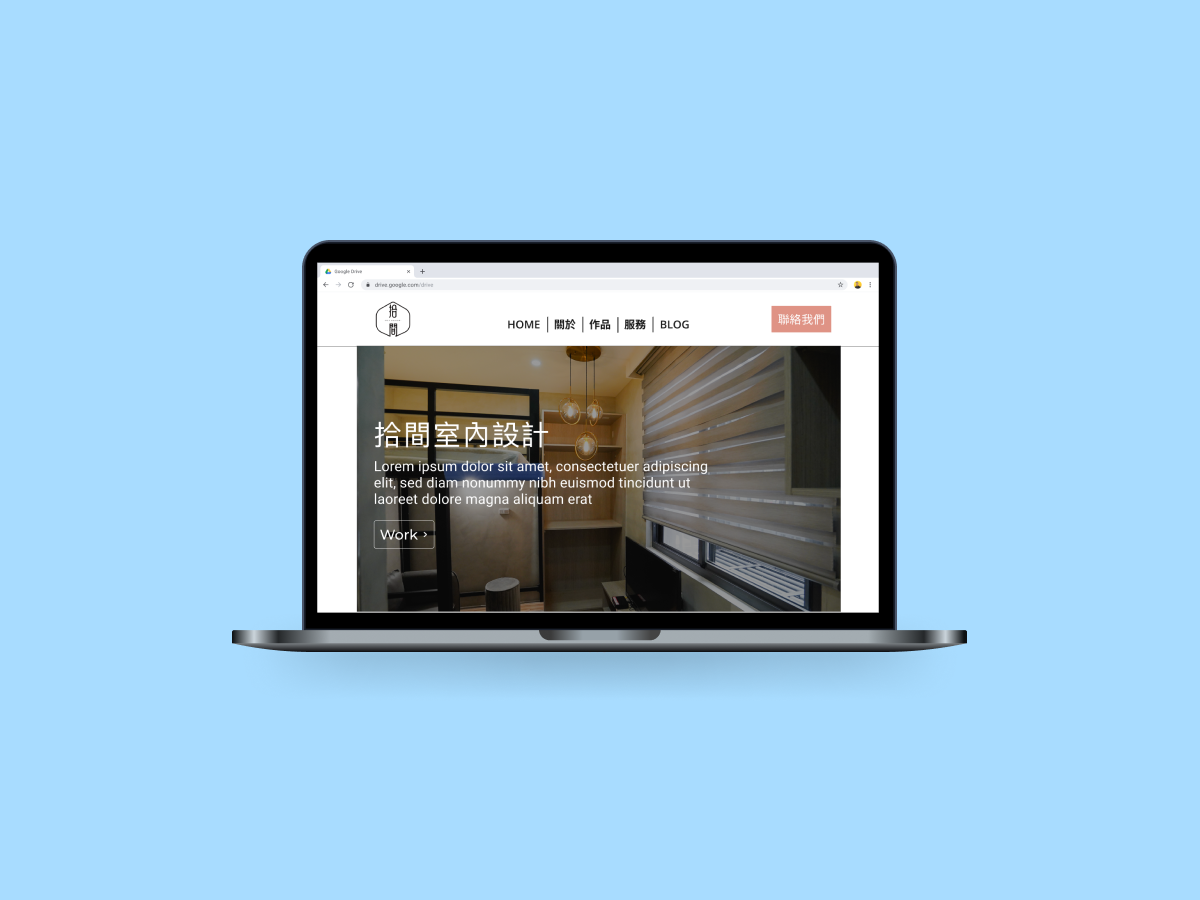 Google Drive
drive.google.com/drive
拾
間
HOME | 關於 | 作品 | 服務 | BLOG
聯絡我們
拾間室內設計
Lorem ipsum dolor sit amet, consectetuer adipiscing
elit, sed diam nonummy nibh euismod tincidunt ut
laoreet dolore magna aliquam erat
Work >